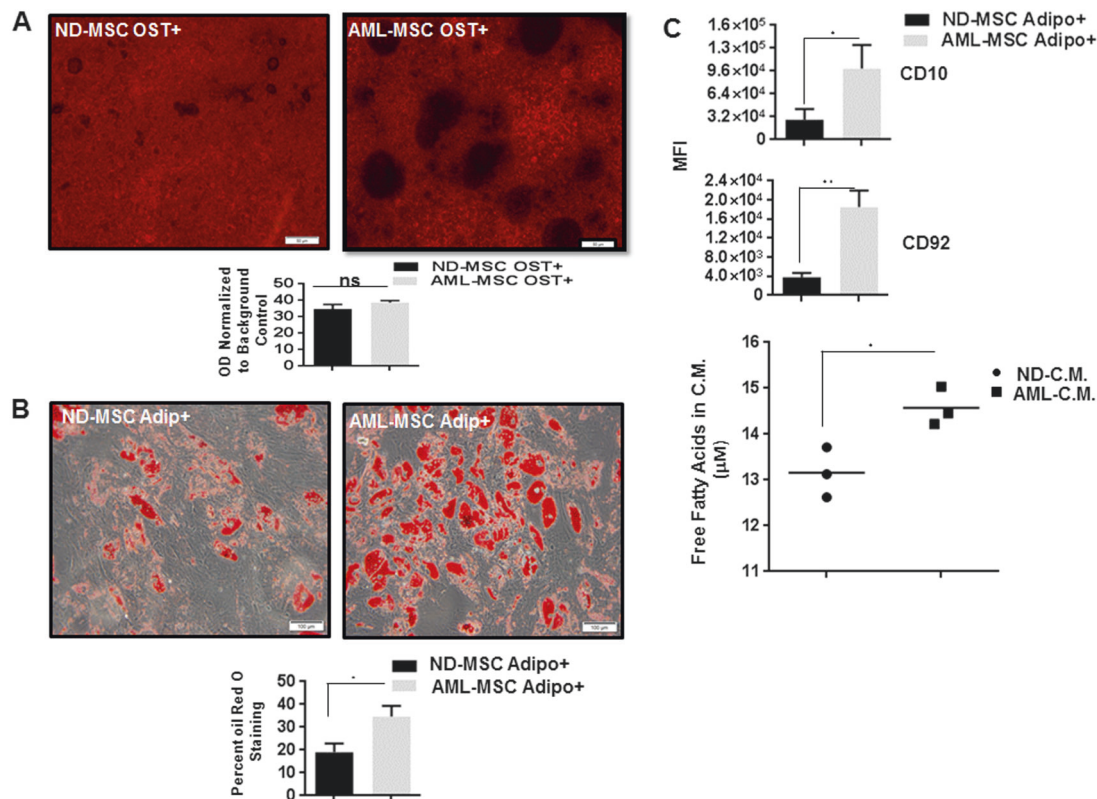 A
ND-MSC OST+
AML-MSC OST+
50 µm
ND-MSC OST+
AML-MSC OST+
ns
OD Normalized
to Background
Control
50
40
30
20
10
0
B
ND-MSC Adip+
AML-MSC Adip+
100 µm
100 µm
ND-MSC Adipo+
AML-MSC Adipo+
*
Percent oil Red O
Staining
50
40
30
20
10
0
C
ND-MSC Adipo+
AML-MSC Adipo+
MFI
1.6×10⁵
1.3×10⁵
9.6×10⁴
6.4×10⁴
3.2×10⁴
0
*
CD10
2.4×10⁴
2.0×10⁴
1.6×10⁴
1.2×10⁴
8.0×10³
4.0×10³
0
**
CD92
Free Fatty Acids in C.M.
(µM)
16
15
14
13
12
11
*
ND-C.M.
AML-C.M.